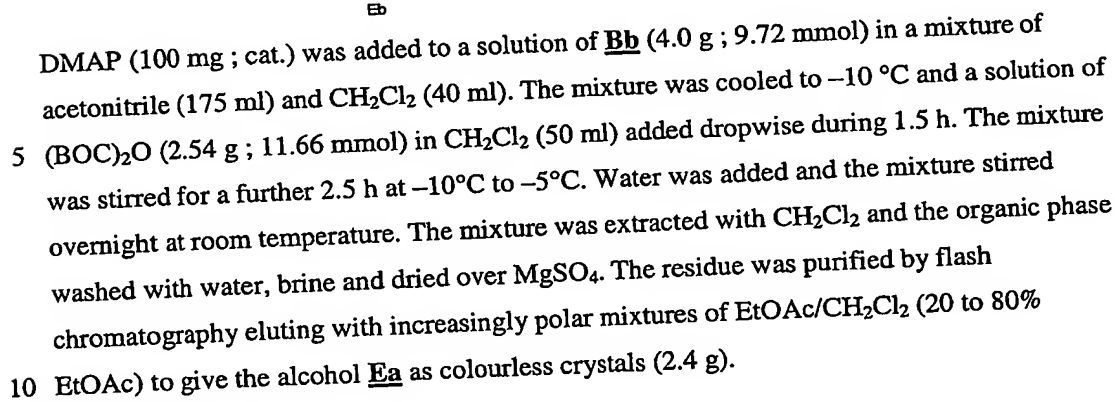 Eb
DMAP (100 mg ; cat.) was added to a solution of Bb (4.0 g ; 9.72 mmol) in a mixture of
acetonitrile (175 ml) and CH₂Cl₂ (40 ml). The mixture was cooled to –10 °C and a solution of
5 (BOC)₂O (2.54 g ; 11.66 mmol) in CH₂Cl₂ (50 ml) added dropwise during 1.5 h. The mixture
was stirred for a further 2.5 h at –10°C to –5°C. Water was added and the mixture stirred
overnight at room temperature. The mixture was extracted with CH₂Cl₂ and the organic phase
washed with water, brine and dried over MgSO₄. The residue was purified by flash
chromatography eluting with increasingly polar mixtures of EtOAc/CH₂Cl₂ (20 to 80%
10 EtOAc) to give the alcohol Ea as colourless crystals (2.4 g).